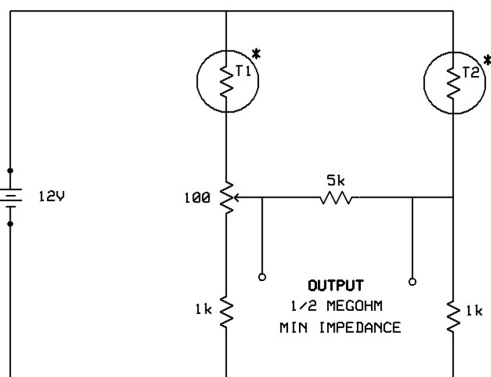 *
T1
*
T2
5k
100
12V
OUTPUT
1/2 MEGOHM
MIN IMPEDANCE
1k
1k